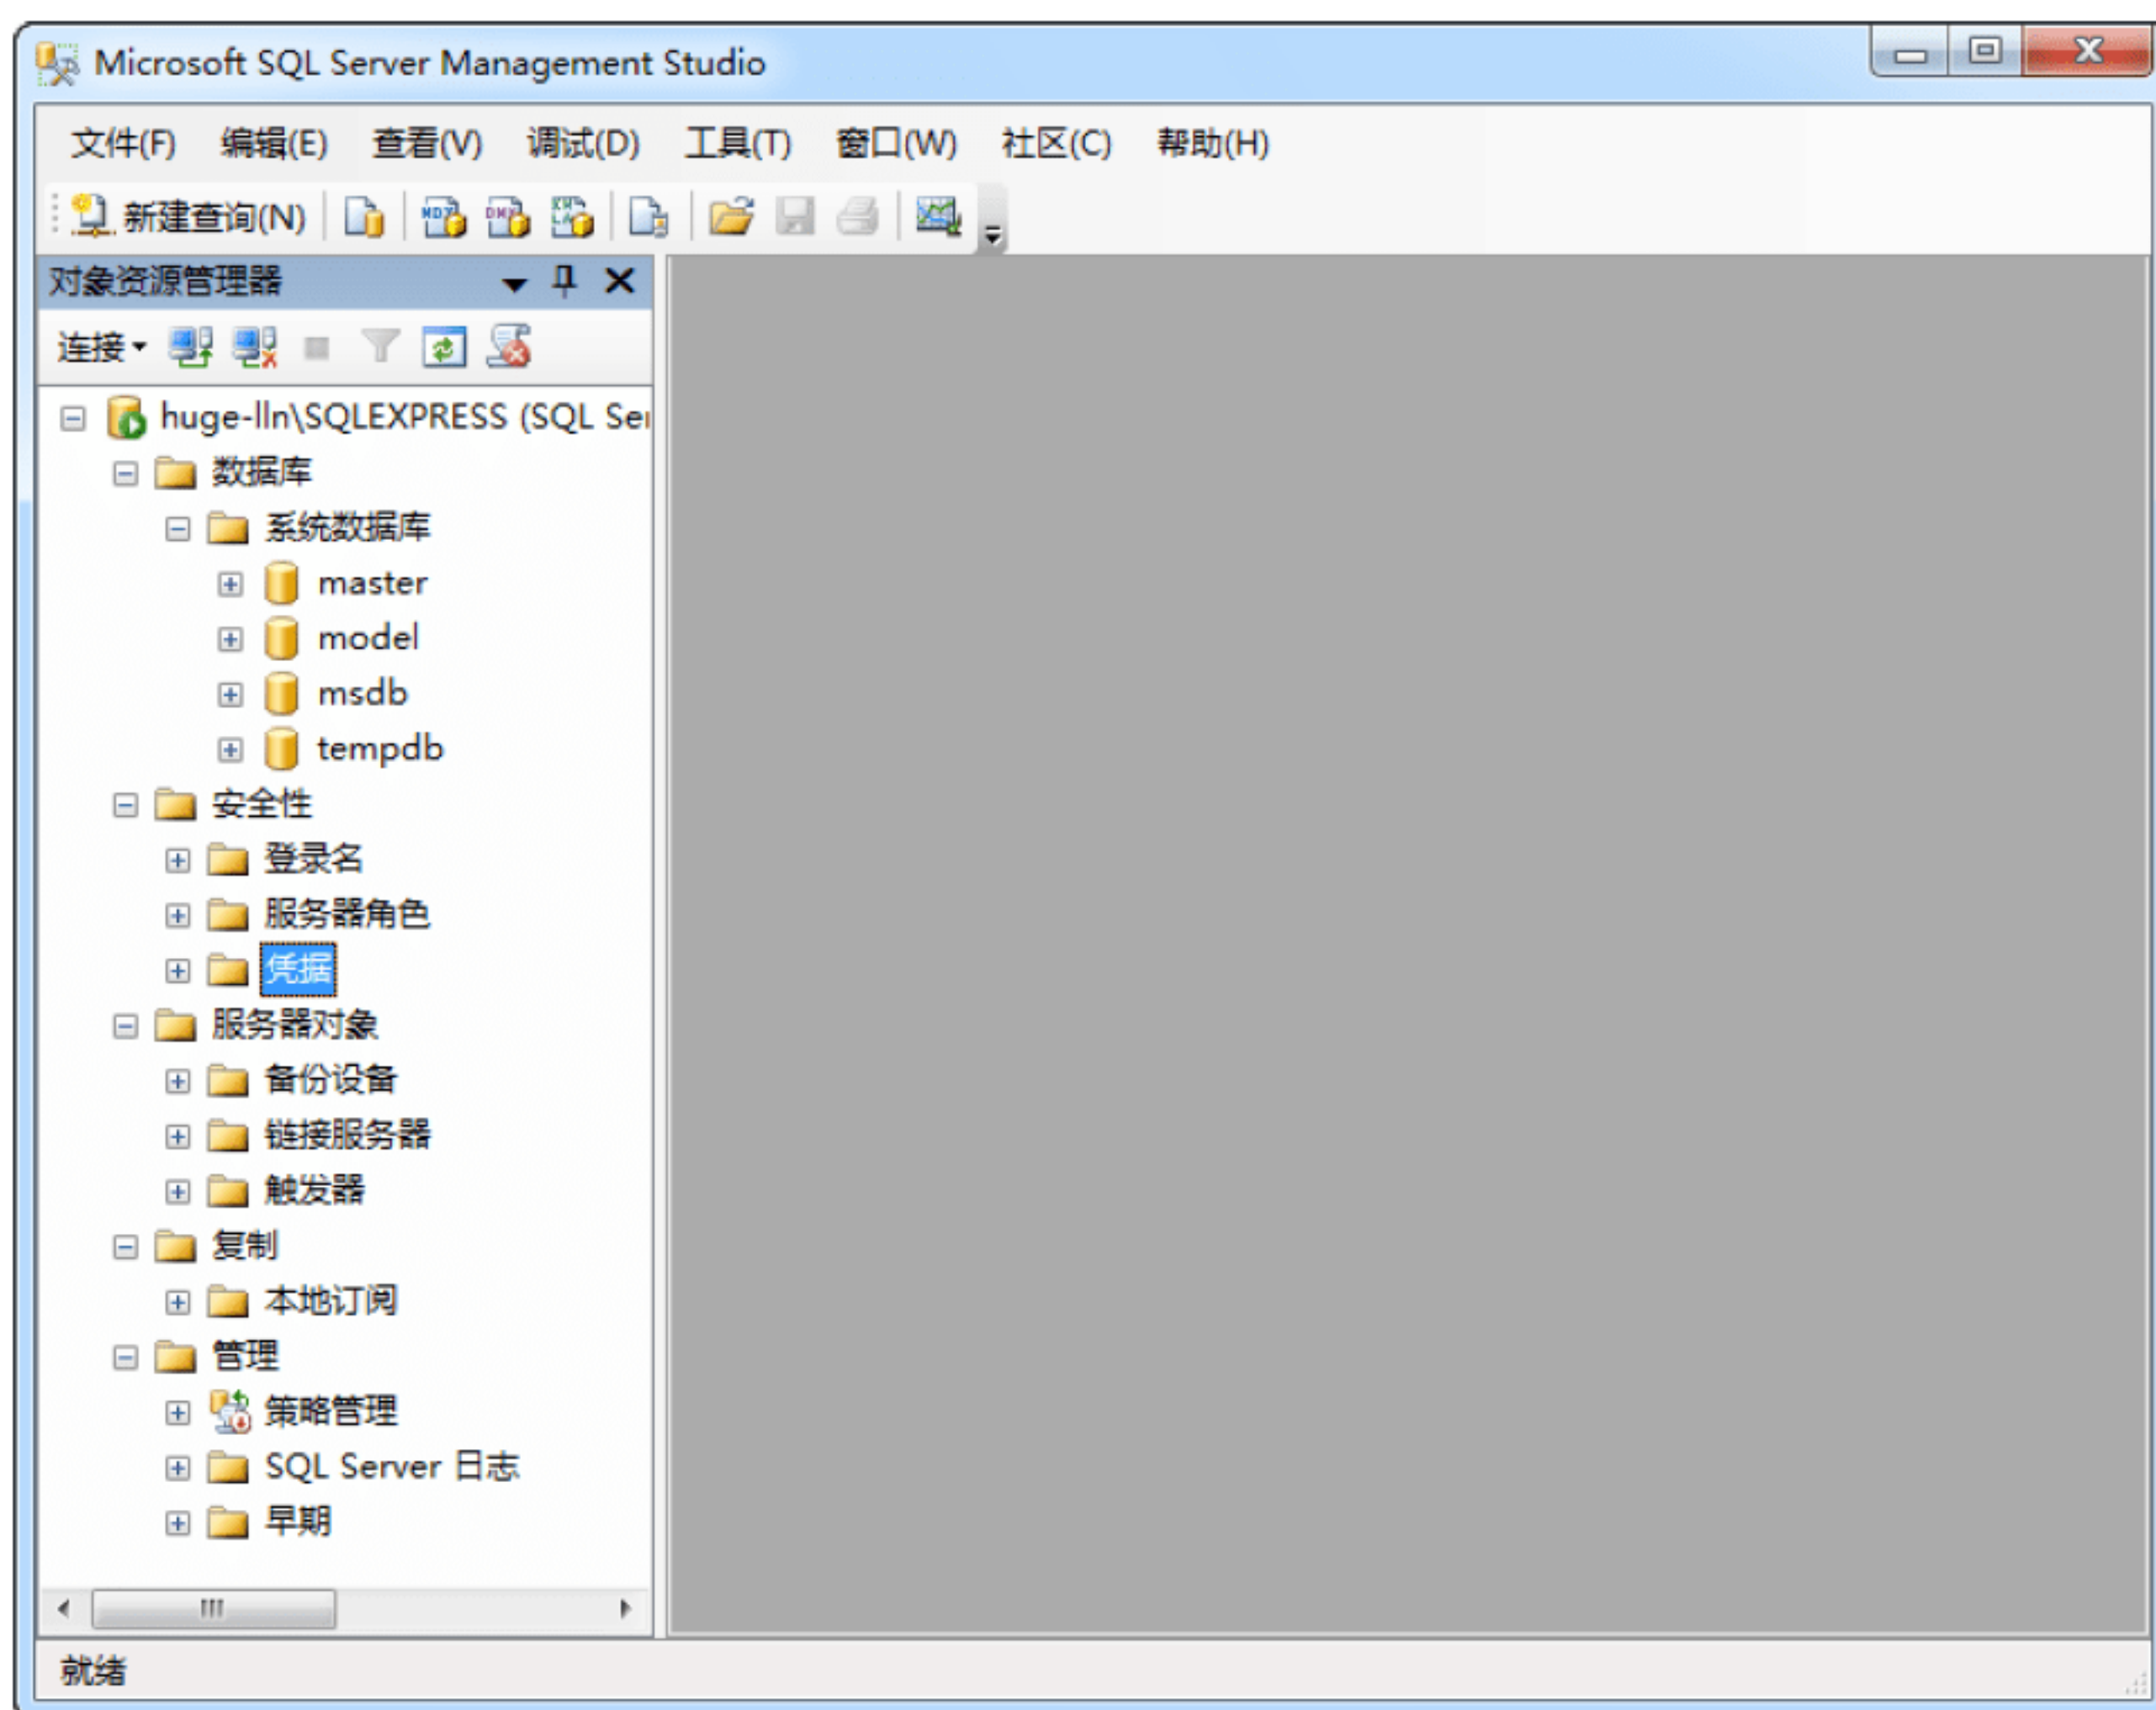 Microsoft SQL Server Management Studio
文件(F) 编辑(E) 查看(V) 调试(D) 工具(T) 窗口(W) 社区(C) 帮助(H)
新建查询(N)
对象资源管理器
连接
huge-lln\SQLEXPRESS (SQL Ser
数据库
系统数据库
master
model
msdb
tempdb
安全性
登录名
服务器角色
凭据
服务器对象
备份设备
链接服务器
触发器
复制
本地订阅
管理
策略管理
SQL Server 日志
早期
就绪